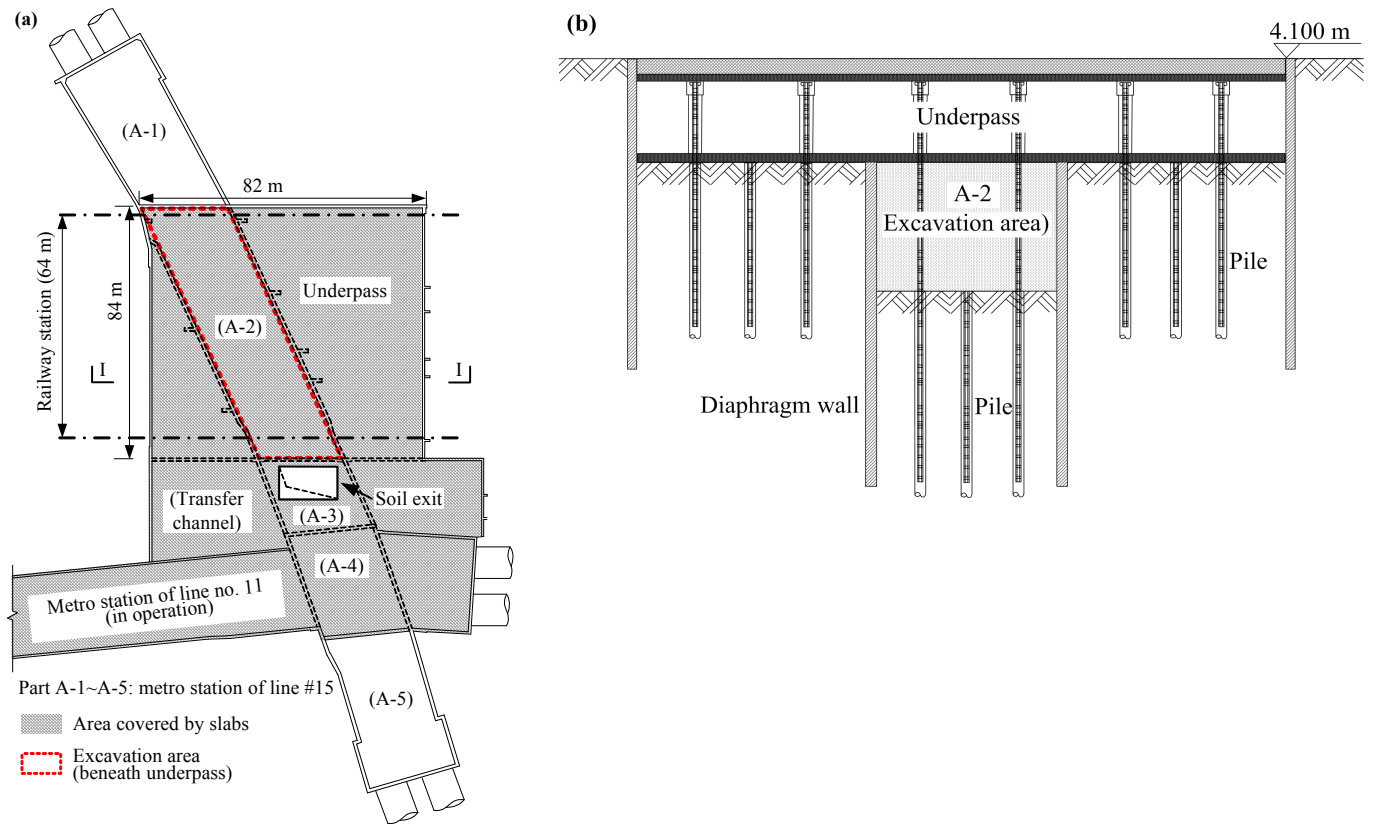 (a)
(A-1)
82 m
Railway station (64 m)
84 m
Underpass
(A-2)
I
I
(Transfer
channel)
Soil exit
(A-3)
(A-4)
Metro station of line no. 11
(in operation)
Part A-1~A-5: metro station of line #15
(A-5)
Area covered by slabs
Excavation area
(beneath underpass)
(b)
4.100 m
Underpass
A-2
Excavation area)
Pile
Diaphragm wall
Pile